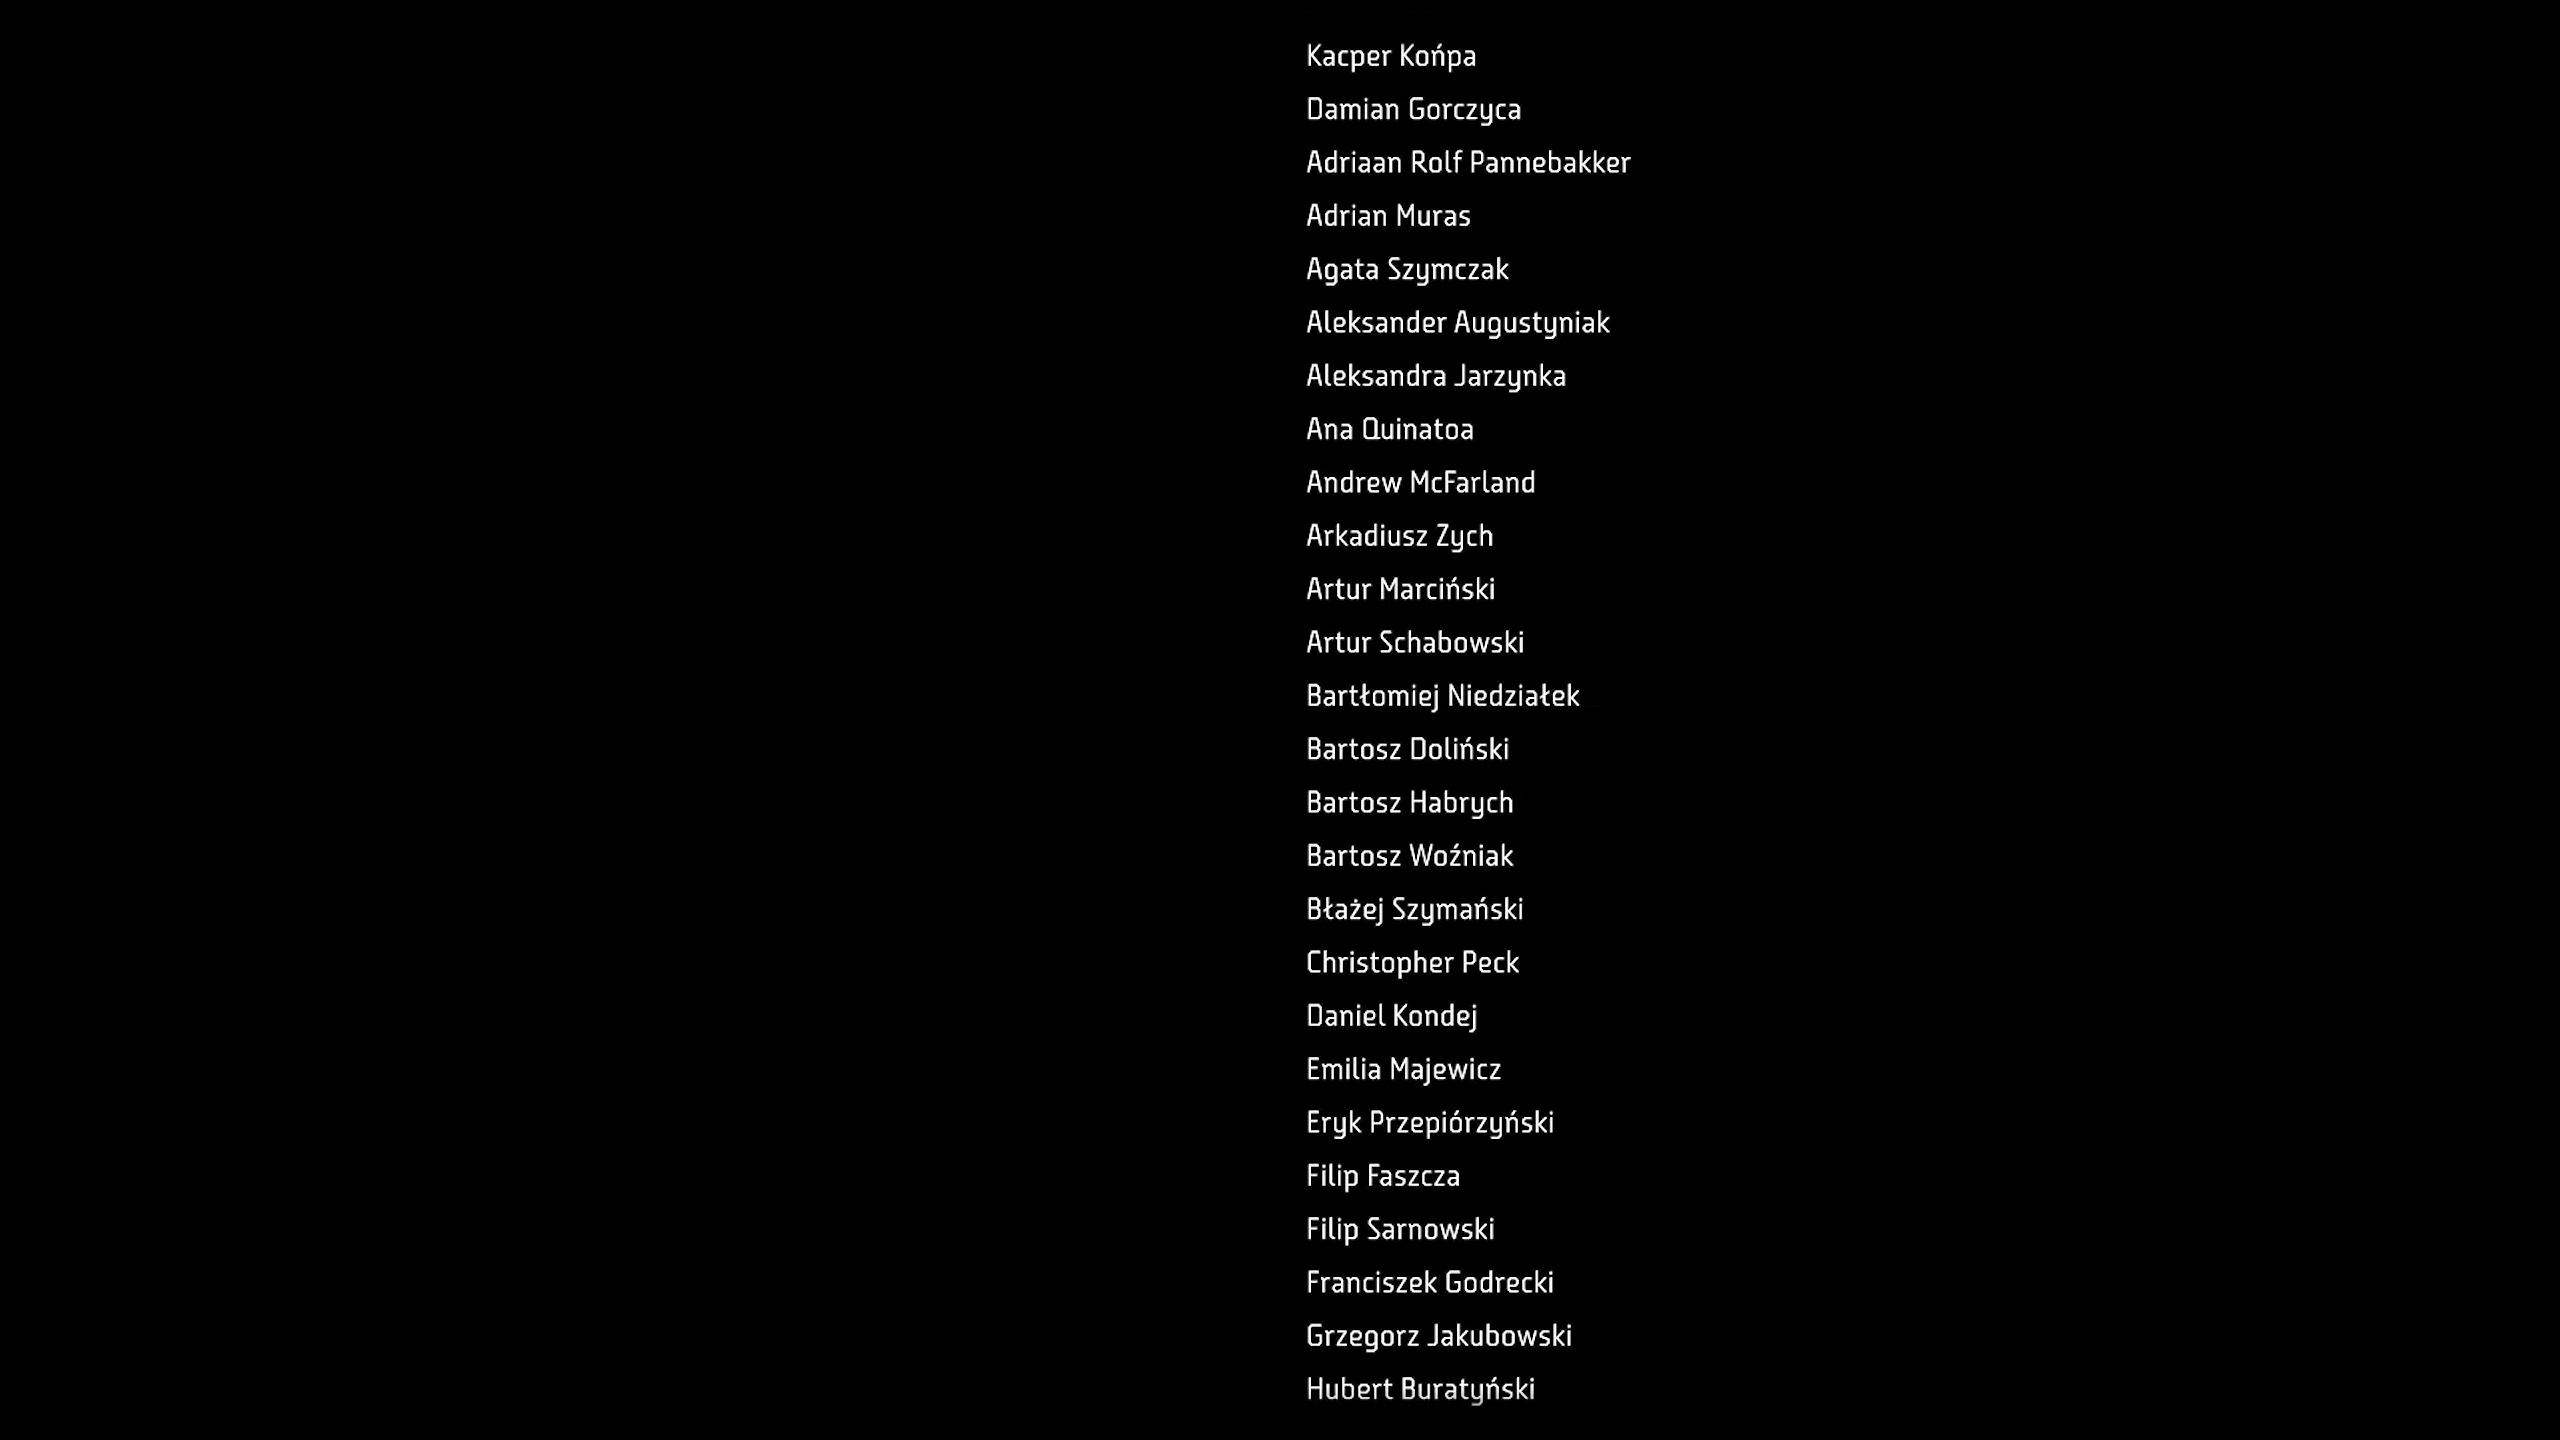 Kacper Końpa
Damian Gorczyca
Adriaan Rolf Pannebakker
Adrian Muras
Agata Szymczak
Aleksander Augustyniak
Aleksandra Jarzynka
Ana Quinatoa
Andrew McFarland
Arkadiusz Zych
Artur Marciński
Artur Schabowski
Bartłomiej Niedziałek
Bartosz Doliński
Bartosz Habrych
Bartosz Woźniak
Błażej Szymański
Christopher Peck
Daniel Kondej
Emilia Majewicz
Eryk Przepiórzyński
Filip Faszcza
Filip Sarnowski
Franciszek Godrecki
Grzegorz Jakubowski
Hubert Buratyński